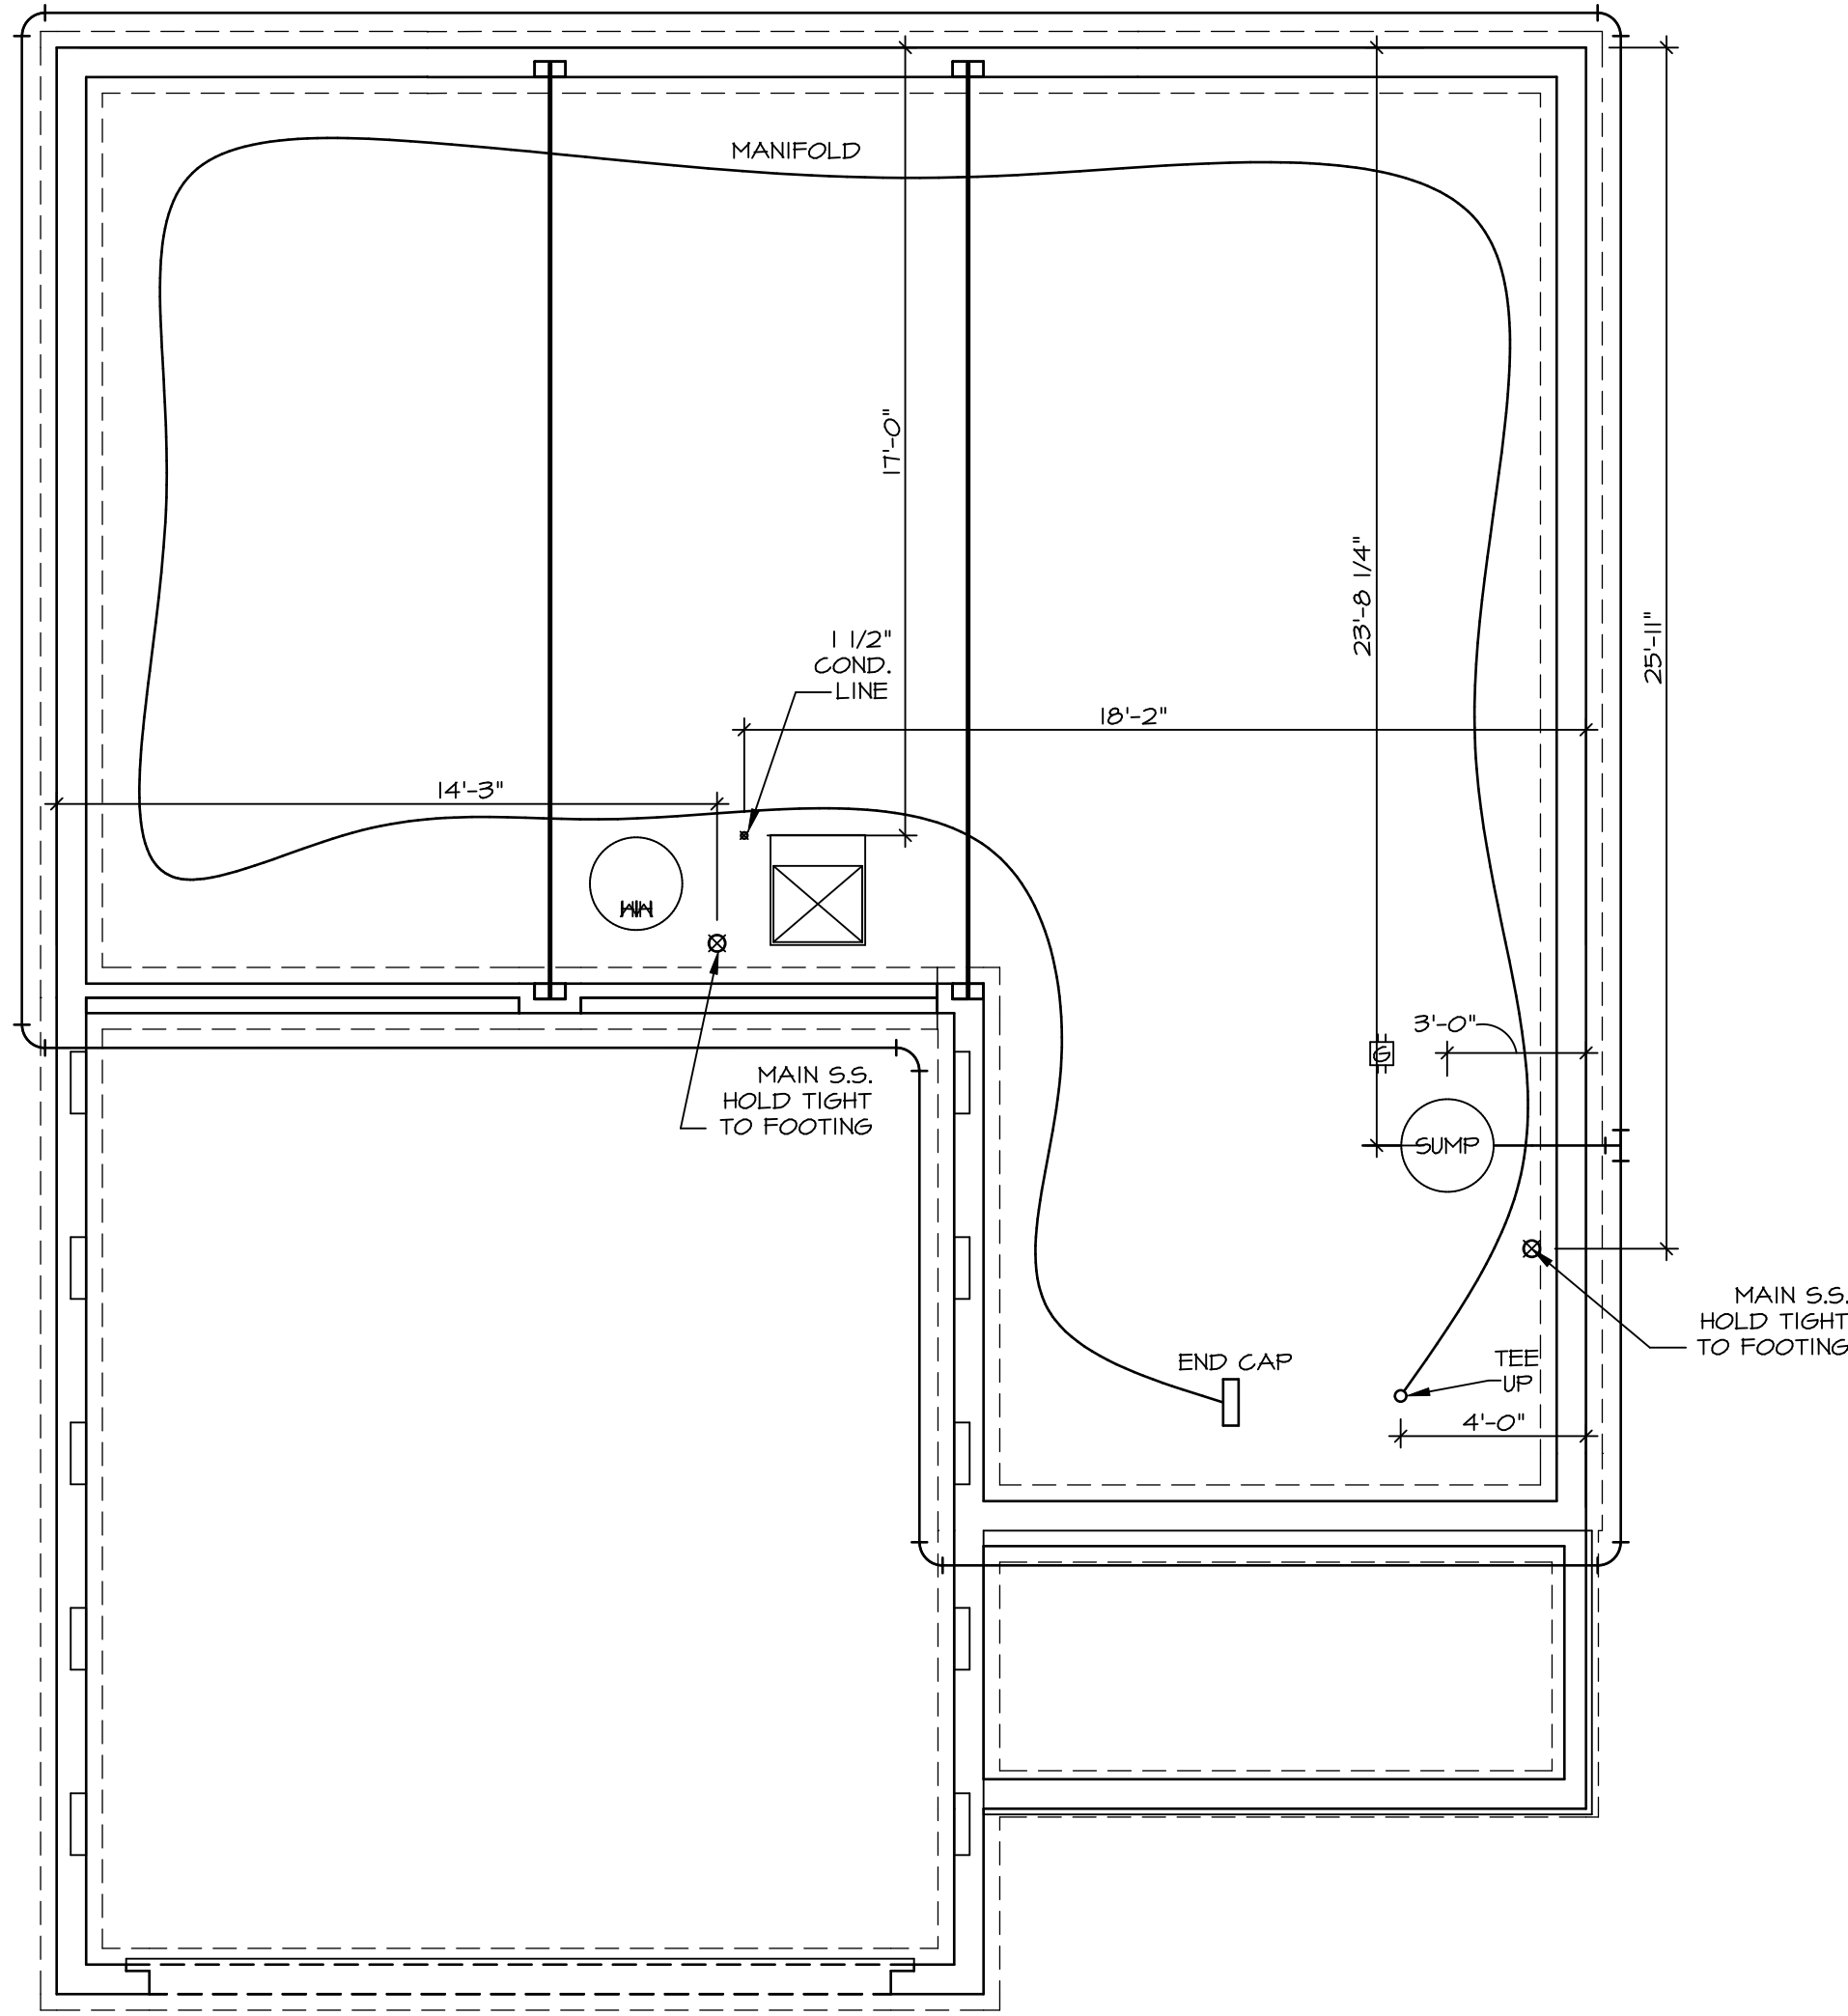 MANIFOLD
17'-0"
23'-8 1/4"
25'-11"
1 1/2"
COND.
LINE
18'-2"
14'-3"
3'-0"
G
MAIN S.S.
HOLD TIGHT
TO FOOTING
SUMP
MAIN S.S.
HOLD TIGHT
TO FOOTING
END CAP
TEE
UP
4'-0"